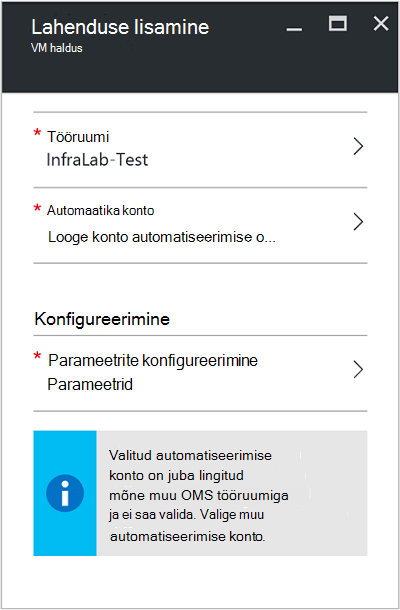 Lahenduse lisamine
VM haldus
* Tööruumi
InfraLab-Test
* Automaatika konto
Looge konto automatiseerimise o...
Konfigureerimine
* Parameetrite konfigureerimine
Parameetrid
Valitud automatiseerimise
konto on juba lingitud
mõne muu OMS tööruumiga
ja ei saa valida. Valige muu
automatiseerimise konto.